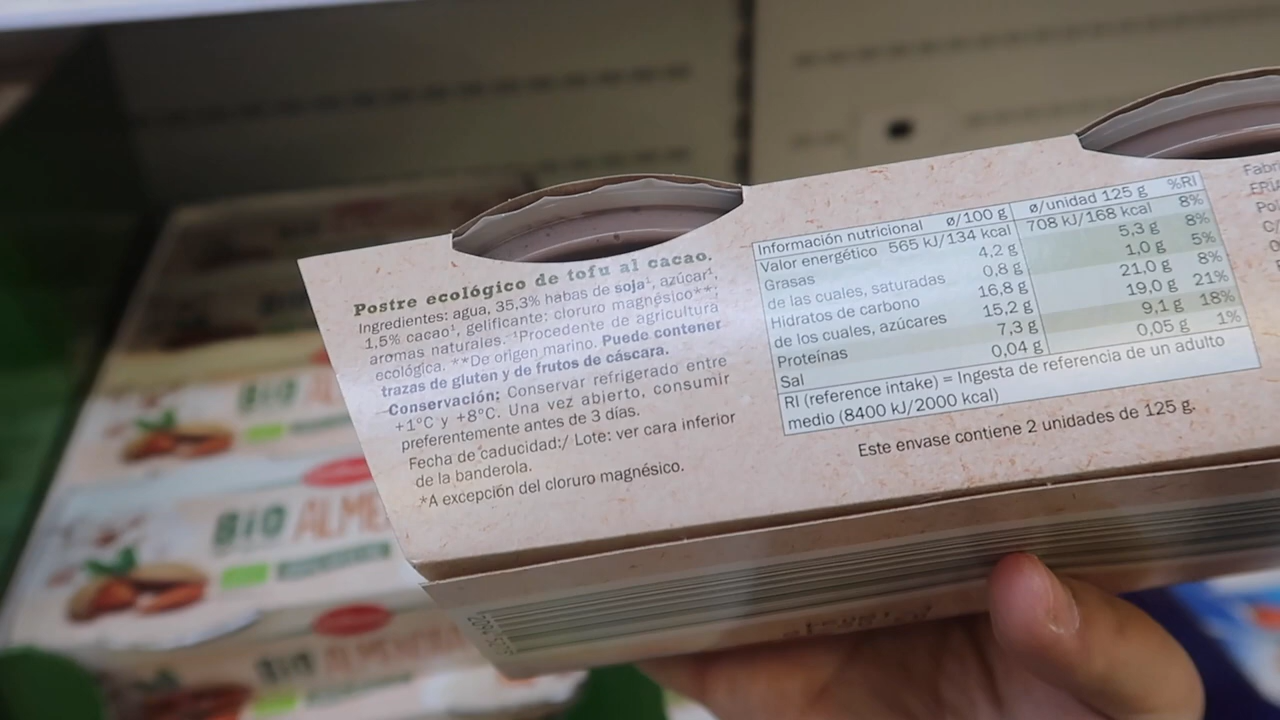 Postre ecológico de tofu al cacao.
Ingredientes: agua, 35,3% habas de soja¹, azúcar¹,
1,5% cacao¹, gelificante: cloruro magnésico**;
aromas naturales. ¹Procedente de agricultura
ecológica. **De origen marino. Puede contener
trazas de gluten y de frutos de cáscara.
Conservación: Conservar refrigerado entre
+1ºC y +8ºC. Una vez abierto, consumir
preferentemente antes de 3 días.
Fecha de caducidad:/ Lote: ver cara inferior
de la banderola.
*A excepción del cloruro magnésico.
Información nutricional ø/100 g ø/unidad 125 g %RI
Valor energético 565 kJ/134 kcal 708 kJ/168 kcal 8%
Grasas 4,2 g 5,3 g 8%
de las cuales, saturadas 0,8 g 1,0 g 5%
Hidratos de carbono 16,8 g 21,0 g 8%
de los cuales, azúcares 15,2 g 19,0 g 21%
Proteínas 7,3 g 9,1 g 18%
Sal 0,04 g 0,05 g 1%
RI (reference intake) = Ingesta de referencia de un adulto
medio (8400 kJ/2000 kcal)
Este envase contiene 2 unidades de 125 g.
Fabri
Po
C/
BIO
BIO ALME
BIO